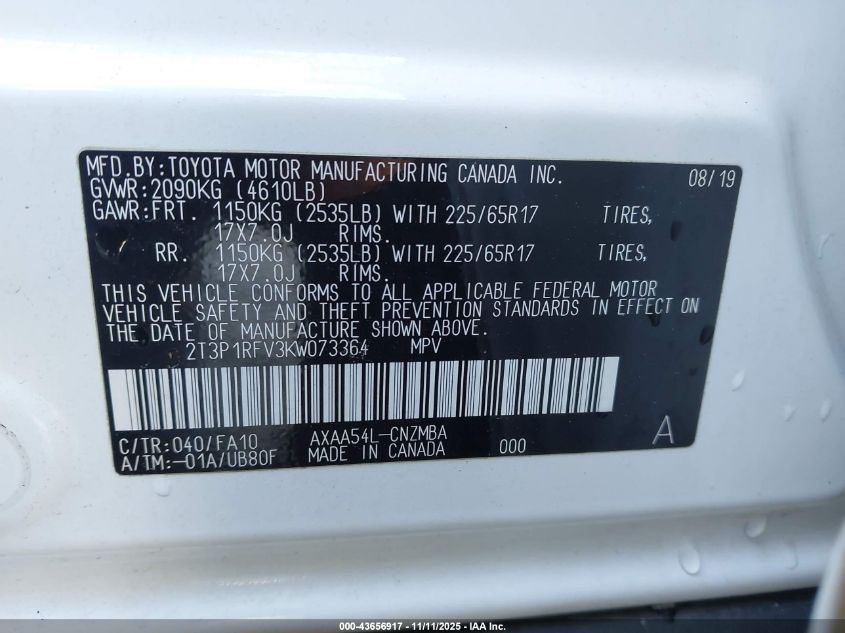 MFD.BY:TOYOTA MOTOR MANUFACTURING CANADA INC. 08/19
GVWR:2090KG (4610LB)
GAWR:FRT. 1150KG (2535LB) WITH 225/65R17 TIRES,
17X7.0J RIMS.
RR. 1150KG (2535LB) WITH 225/65R17 TIRES,
17X7.0J RIMS.
THIS VEHICLE CONFORMS TO ALL APPLICABLE FEDERAL MOTOR
VEHICLE SAFETY AND THEFT PREVENTION STANDARDS IN EFFECT ON
THE DATE OF MANUFACTURE SHOWN ABOVE.
2T3P1RFV3KW073364 MPV
C/TR:040/FA10 AXAA54L-CNZMBA A
A/TM:-01A/UB80F MADE IN CANADA 000
000-43656917 - 11/11/2025 - IAA Inc.